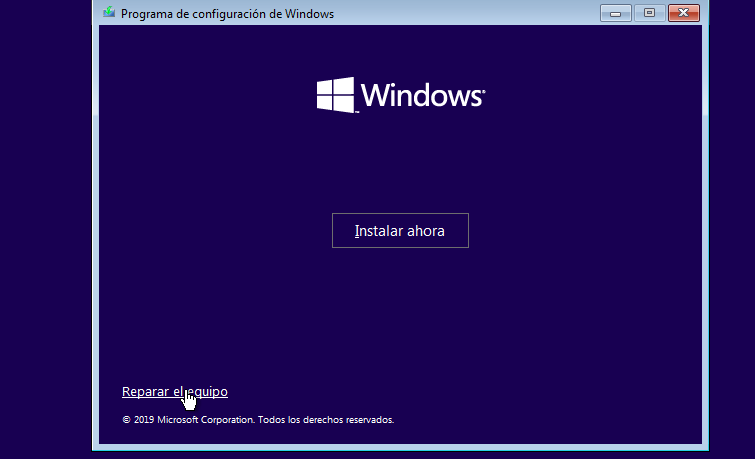 Programa de configuración de Windows
Windows
Instalar ahora
Reparar el equipo
© 2019 Microsoft Corporation. Todos los derechos reservados.